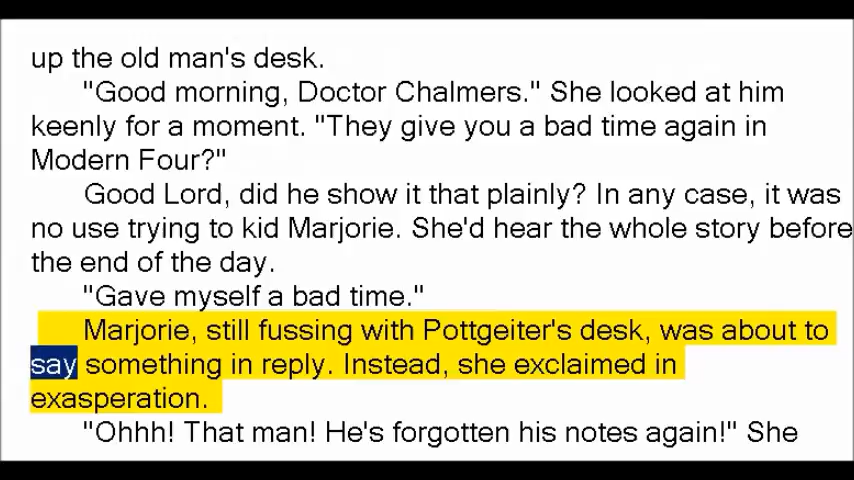 up the old man's desk.
"Good morning, Doctor Chalmers." She looked at him
keenly for a moment. "They give you a bad time again in
Modern Four?"
Good Lord, did he show it that plainly? In any case, it was
no use trying to kid Marjorie. She'd hear the whole story before
the end of the day.
"Gave myself a bad time."
Marjorie, still fussing with Pottgeiter's desk, was about to
say something in reply. Instead, she exclaimed in
exasperation.
"Ohhh! That man! He's forgotten his notes again!" She